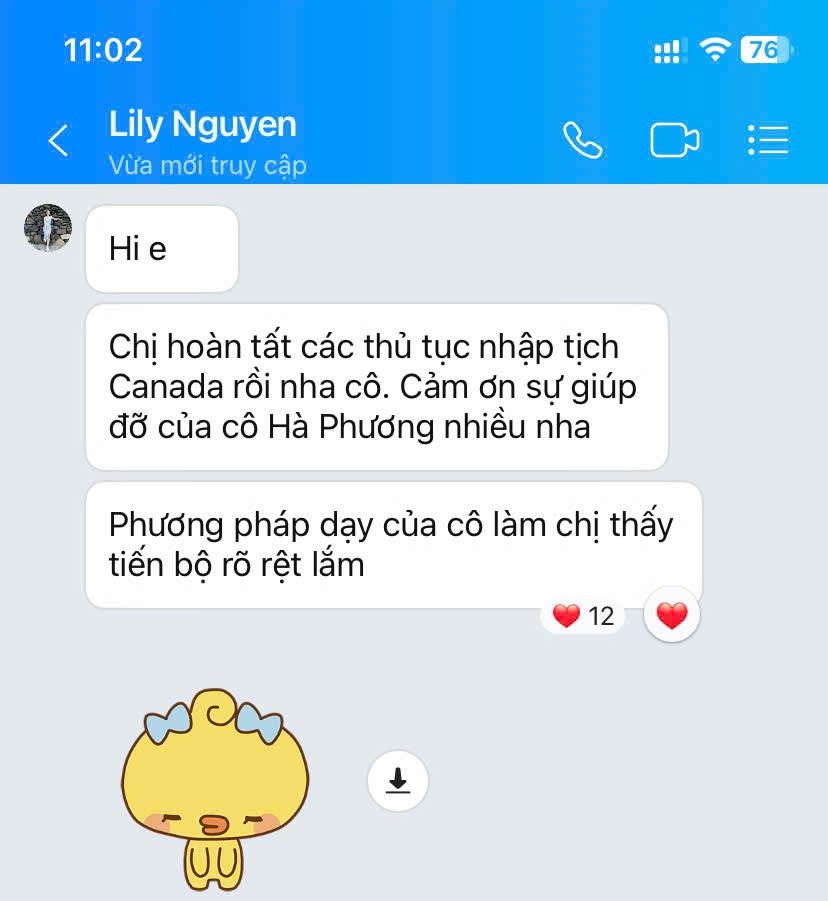 11:02
76
Lily Nguyen
Vừa mới truy cập
Hi e
Chị hoàn tất các thủ tục nhập tịch
Canada rồi nha cô. Cảm ơn sự giúp
đỡ của cô Hà Phương nhiều nha
Phương pháp dạy của cô làm chị thấy
tiến bộ rõ rệt lắm
12